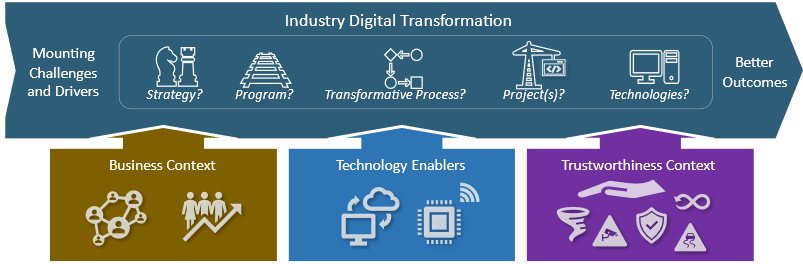 Industry Digital Transformation
Mounting
Challenges
and Drivers
Strategy?
Program?
Transformative Process?
Project(s)?
Technologies?
Better
Outcomes
Business Context
Technology Enablers
Trustworthiness Context